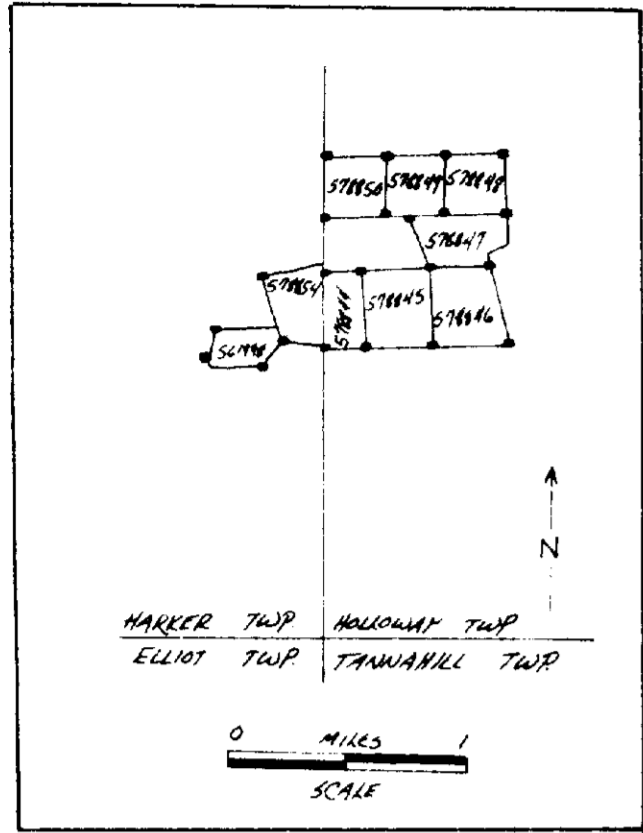 578850 578849 578848
578847
578854
578844
578845
578846
561998
N
HARKER TWP. HOLLOWAY TWP
ELLIOT TWP. TANNAHILL TWP.
0 MILES 1
SCALE